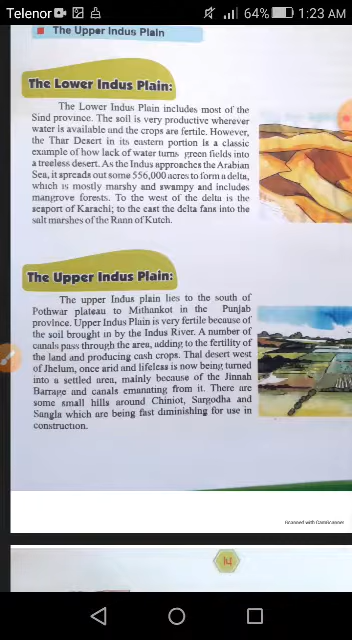 Telenor 64% 1:23 AM
The Upper Indus Plain
The Lower Indus Plain:
The Lower Indus Plain includes most of the
Sind province. The soil is very productive wherever
water is available and the crops are fertile. However,
the Thar Desert in its eastern portion is a classic
example of how lack of water turns green fields into
a treeless desert. As the Indus approaches the Arabian
Sea, it spreads out some 556,000 acres to form a delta,
which is mostly marshy and swampy and includes
mangrove forests. To the west of the delta is the
seaport of Karachi; to the east the delta fans into the
salt marshes of the Rann of Kutch.
The Upper Indus Plain:
The upper Indus plain lies to the south of
Pothwar plateau to Mithankot in the Punjab
province. Upper Indus Plain is very fertile because of
the soil brought in by the Indus River. A number of
canals pass through the area, adding to the fertility of
the land and producing cash crops. Thal desert west
of Jhelum, once arid and lifeless is now being turned
into a settled area, mainly because of the Jinnah
Barrage and canals emanating from it. There are
some small hills around Chiniot, Sargodha and
Sangla which are being fast diminishing for use in
construction.
Scanned with CamScanner
14